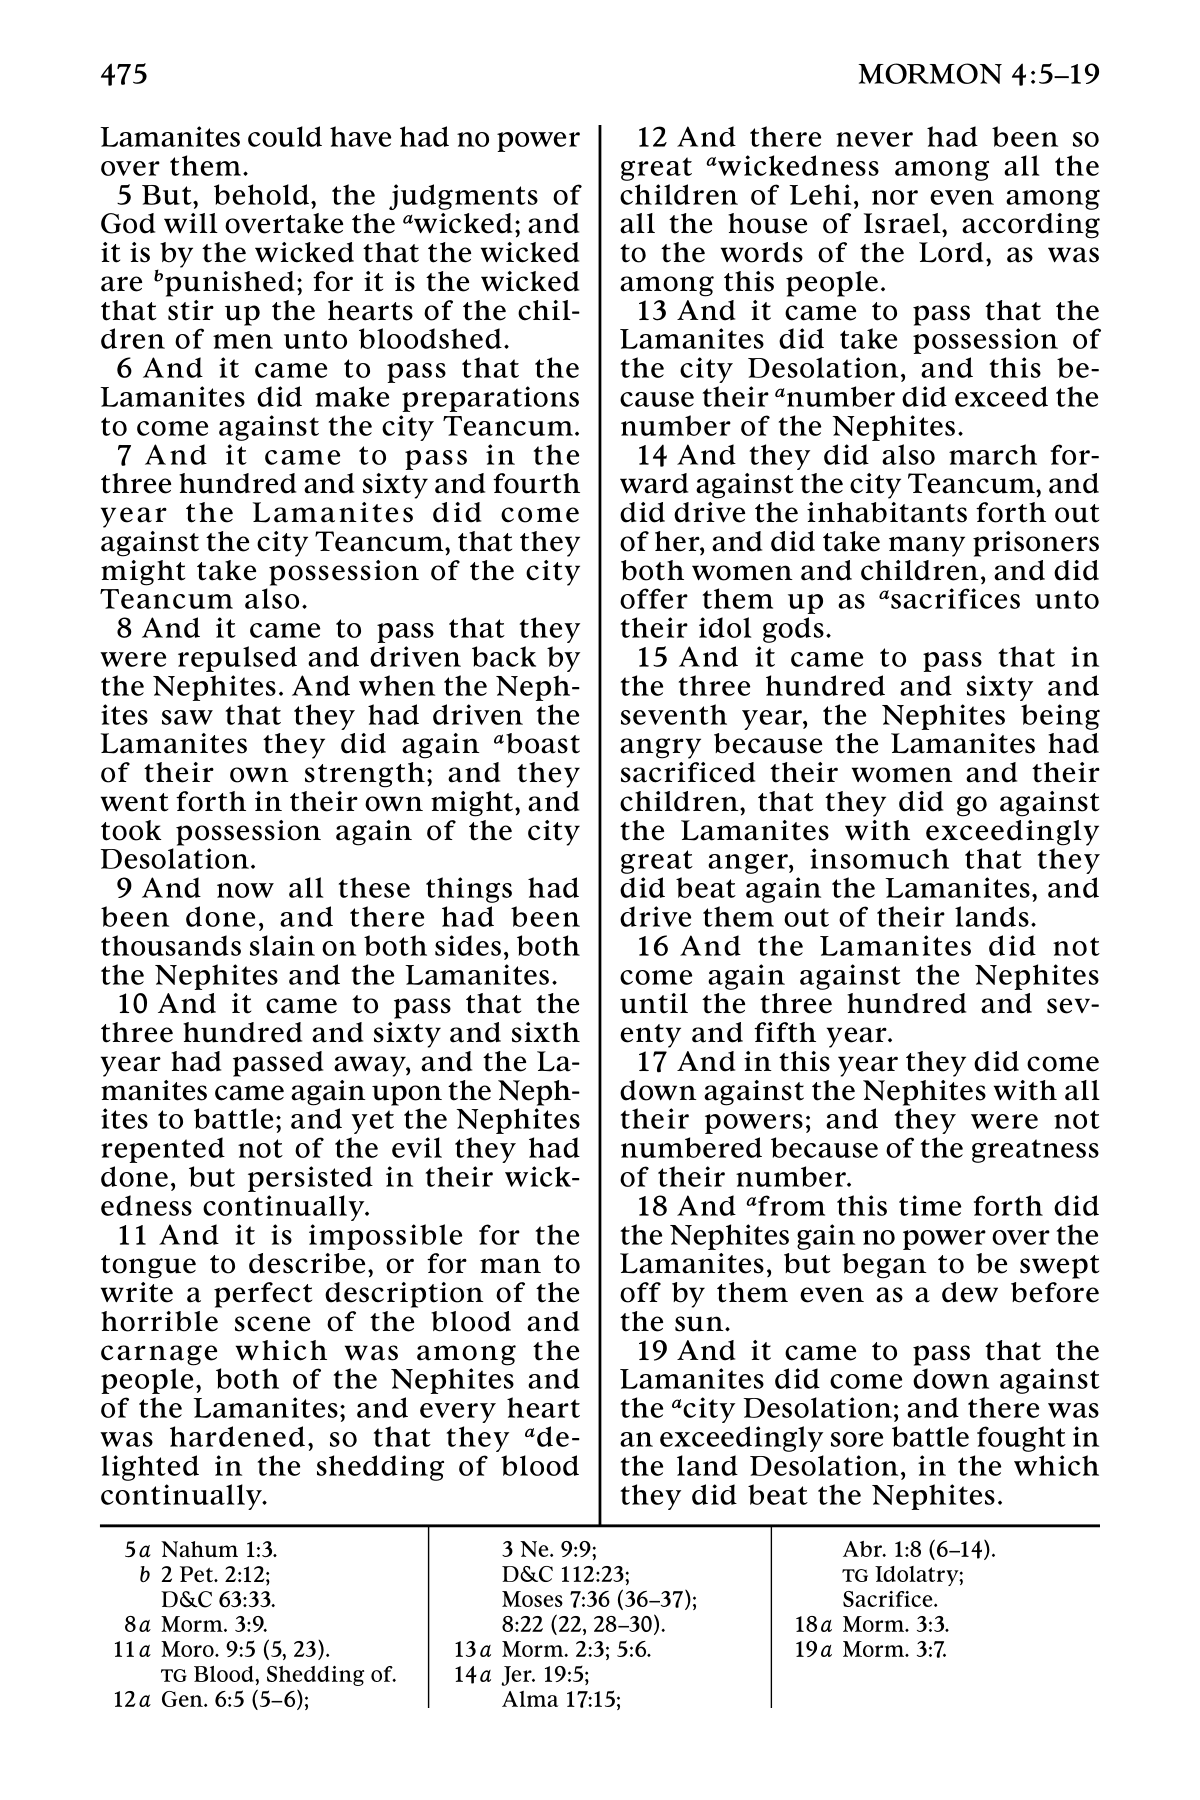 475
MORMON 4:5–19
Lamanites could have had no power
over them.
5 But, behold, the judgments of
God will overtake the awicked; and
it is by the wicked that the wicked
are bpunished; for it is the wicked
that stir up the hearts of the chil-
dren of men unto bloodshed.
6 And it came to pass that the
Lamanites did make preparations
to come against the city Teancum.
7 And it came to pass in the
three hundred and sixty and fourth
year the Lamanites did come
against the city Teancum, that they
might take possession of the city
Teancum also.
8 And it came to pass that they
were repulsed and driven back by
the Nephites. And when the Neph-
ites saw that they had driven the
Lamanites they did again aboast
of their own strength; and they
went forth in their own might, and
took possession again of the city
Desolation.
9 And now all these things had
been done, and there had been
thousands slain on both sides, both
the Nephites and the Lamanites.
10 And it came to pass that the
three hundred and sixty and sixth
year had passed away, and the La-
manites came again upon the Neph-
ites to battle; and yet the Nephites
repented not of the evil they had
done, but persisted in their wick-
edness continually.
11 And it is impossible for the
tongue to describe, or for man to
write a perfect description of the
horrible scene of the blood and
carnage which was among the
people, both of the Nephites and
of the Lamanites; and every heart
was hardened, so that they ade-
lighted in the shedding of blood
continually.
12 And there never had been so
great awickedness among all the
children of Lehi, nor even among
all the house of Israel, according
to the words of the Lord, as was
among this people.
13 And it came to pass that the
Lamanites did take possession of
the city Desolation, and this be-
cause their anumber did exceed the
number of the Nephites.
14 And they did also march for-
ward against the city Teancum, and
did drive the inhabitants forth out
of her, and did take many prisoners
both women and children, and did
offer them up as asacrifices unto
their idol gods.
15 And it came to pass that in
the three hundred and sixty and
seventh year, the Nephites being
angry because the Lamanites had
sacrificed their women and their
children, that they did go against
the Lamanites with exceedingly
great anger, insomuch that they
did beat again the Lamanites, and
drive them out of their lands.
16 And the Lamanites did not
come again against the Nephites
until the three hundred and sev-
enty and fifth year.
17 And in this year they did come
down against the Nephites with all
their powers; and they were not
numbered because of the greatness
of their number.
18 And afrom this time forth did
the Nephites gain no power over the
Lamanites, but began to be swept
off by them even as a dew before
the sun.
19 And it came to pass that the
Lamanites did come down against
the acity Desolation; and there was
an exceedingly sore battle fought in
the land Desolation, in the which
they did beat the Nephites.
5a Nahum 1:3.
b 2 Pet. 2:12;
D&C 63:33.
8a Morm. 3:9.
11a Moro. 9:5 (5, 23).
TG Blood, Shedding of.
12a Gen. 6:5 (5–6);
3 Ne. 9:9;
D&C 112:23;
Moses 7:36 (36–37);
8:22 (22, 28–30).
13a Morm. 2:3; 5:6.
14a Jer. 19:5;
Alma 17:15;
Abr. 1:8 (6–14).
TG Idolatry;
Sacrifice.
18a Morm. 3:3.
19a Morm. 3:7.